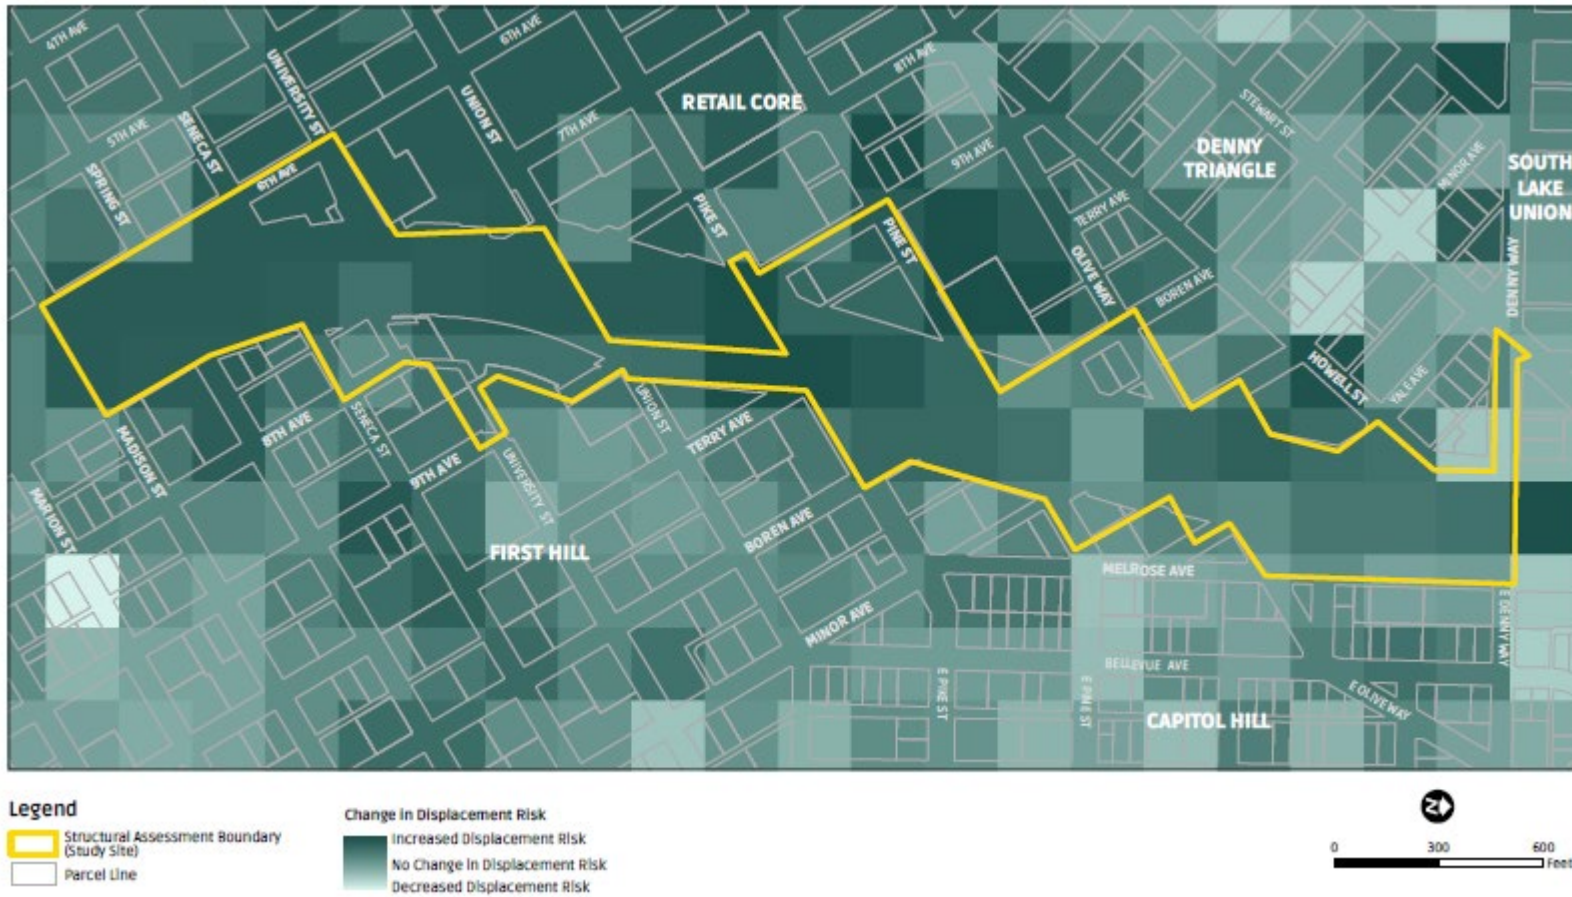 4TH AVE
6TH AVE
8TH AVE
UNIVERSITY ST
UNION ST
RETAIL CORE
STEWART ST
5TH AVE
SENECA ST
7TH AVE
9TH AVE
DENNY
TRIANGLE
MINOR AVE
SOUTH
LAKE
UNION
SPRING ST
6TH AVE
PIKE ST
PINE ST
TERRY AVE
OLIVE WAY
BOREN AVE
DENNY WAY
HOWELL ST
YALE AVE
MADISON ST
8TH AVE
SENECA ST
9TH AVE
UNION ST
TERRY AVE
UNIVERSITY ST
MARION ST
BOREN AVE
FIRST HILL
MELROSE AVE
MINOR AVE
E DENNY WAY
BELLEVUE AVE
E PIKE ST
E PINE ST
E OLIVE WAY
CAPITOL HILL
Legend
Structural Assessment Boundary
(Study Site)
Parcel Line
Change in Displacement Risk
Increased Displacement Risk
No Change in Displacement Risk
Decreased Displacement Risk
N
0 300 600
Feet